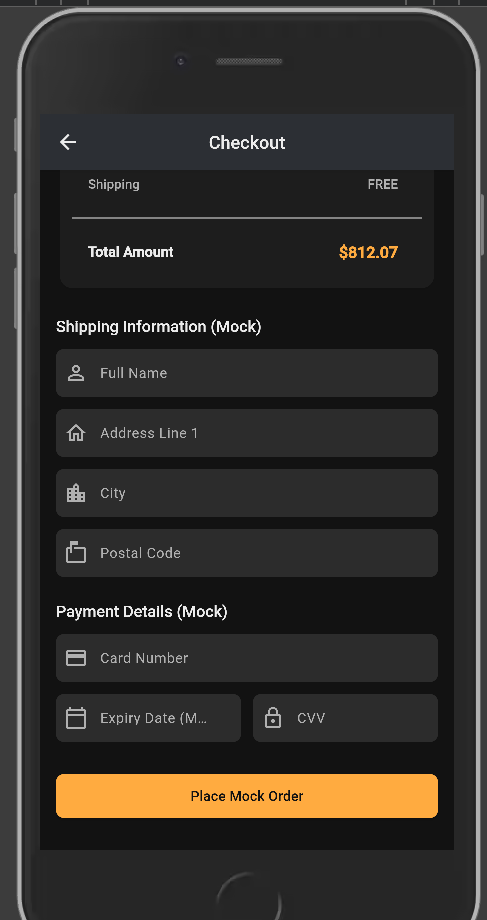 Checkout
Shipping FREE
Total Amount $812.07
Shipping Information (Mock)
Full Name
Address Line 1
City
Postal Code
Payment Details (Mock)
Card Number
Expiry Date (M... CVV
Place Mock Order